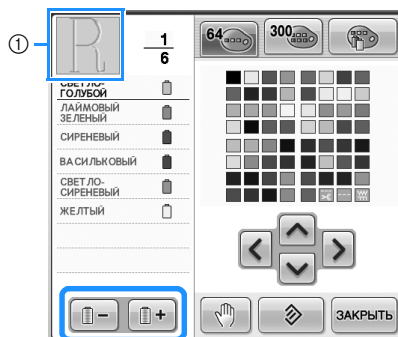 ①
R
1
6
64
300
СВЕТЛО-
ГОЛУБОЙ
ЛАЙМОВЫЙ
ЗЕЛЕНЫЙ
СИРЕНЕВЫЙ
ВАСИЛЬКОВЫЙ
СВЕТЛО-
СИРЕНЕВЫЙ
ЖЕЛТЫЙ
– +
ЗАКРЫТЬ